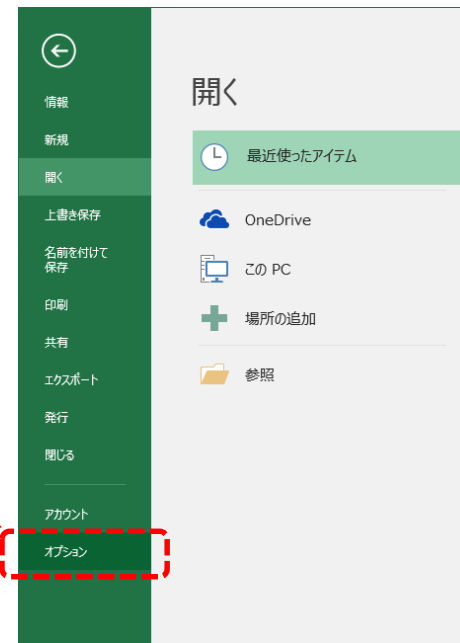 情報
新規
開く
上書き保存
名前を付けて
保存
印刷
共有
エクスポート
発行
閉じる
アカウント
オプション
開く
最近使ったアイテム
OneDrive
この PC
場所の追加
参照